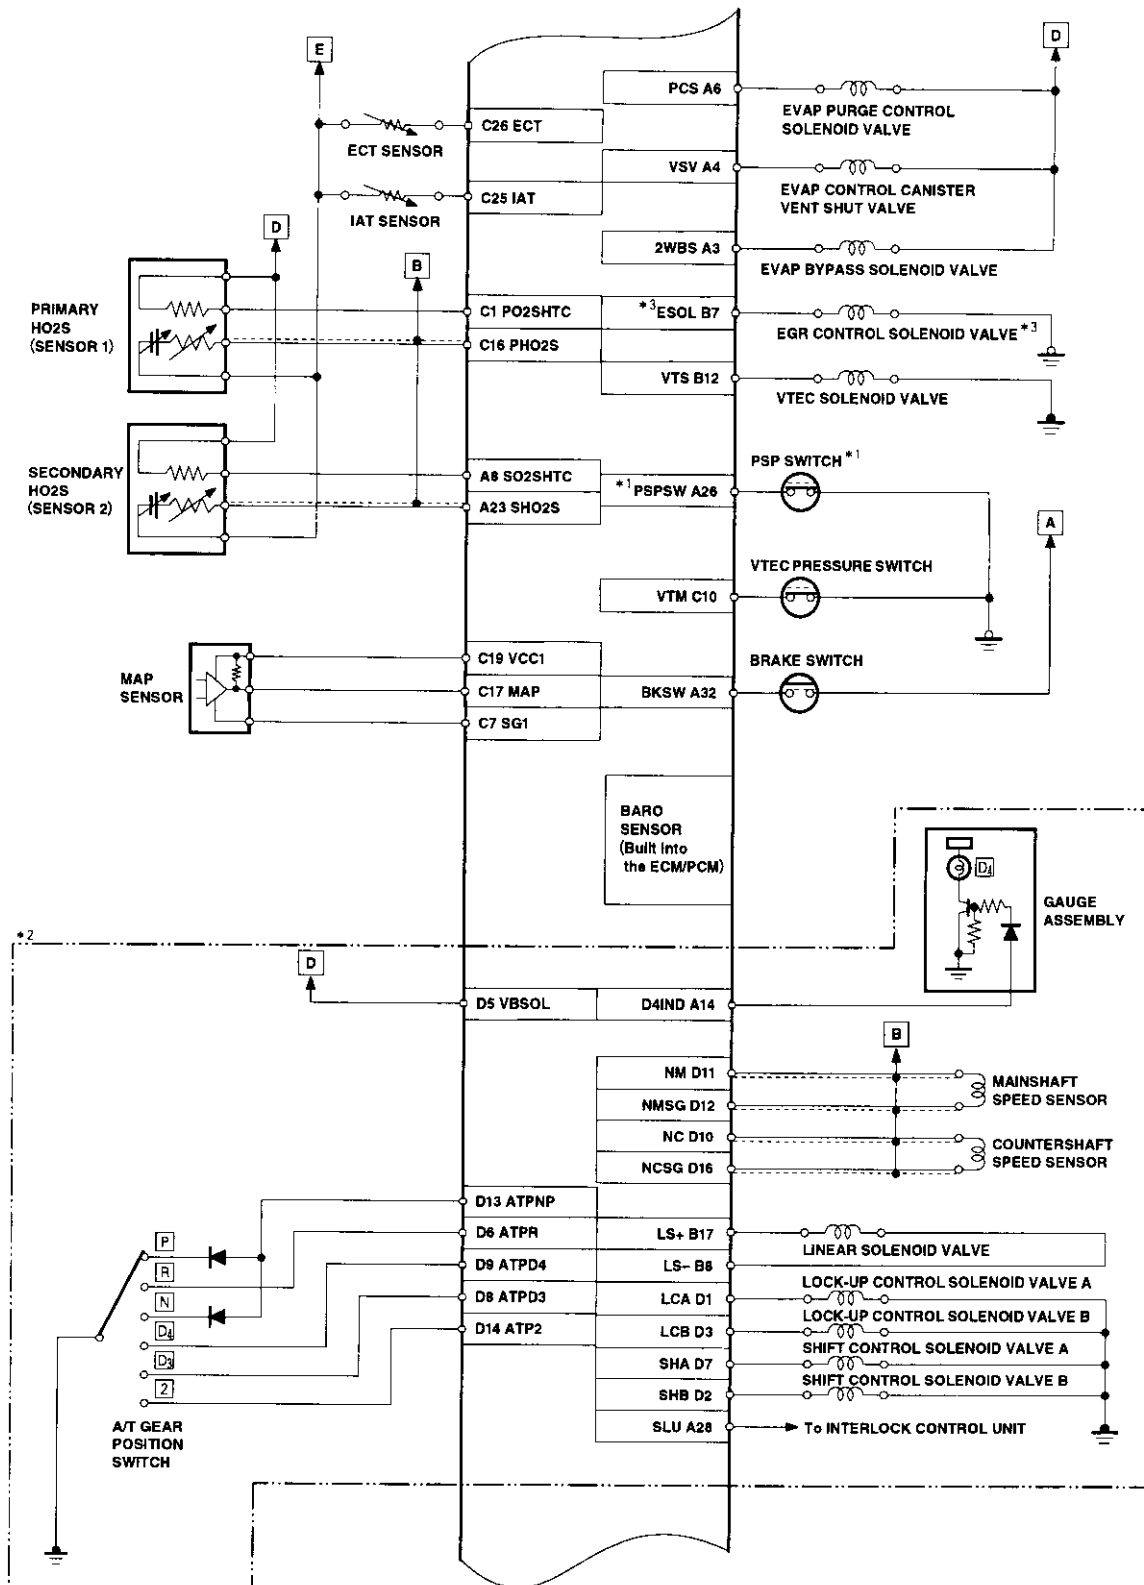 E
D
PCS A6
EVAP PURGE CONTROL
SOLENOID VALVE
C26 ECT
ECT SENSOR
VSV A4
EVAP CONTROL CANISTER
VENT SHUT VALVE
C25 IAT
IAT SENSOR
D
B
2WBS A3
EVAP BYPASS SOLENOID VALVE
PRIMARY
HO2S
(SENSOR 1)
C1 PO2SHTC
*3 ESOL B7
EGR CONTROL SOLENOID VALVE *3
C16 PHO2S
VTS B12
VTEC SOLENOID VALVE
SECONDARY
HO2S
(SENSOR 2)
A8 SO2SHTC
A23 SHO2S
*1 PSPSW A26
PSP SWITCH *1
A
VTM C10
VTEC PRESSURE SWITCH
MAP
SENSOR
C19 VCC1
C17 MAP
C7 SG1
BKSW A32
BRAKE SWITCH
BARO
SENSOR
(Built into
the ECM/PCM)
D4
GAUGE
ASSEMBLY
*2
D
D5 VBSOL
D4IND A14
B
NM D11
NMSG D12
MAINSHAFT
SPEED SENSOR
NC D10
NCSG D16
COUNTERSHAFT
SPEED SENSOR
D13 ATPNP
D6 ATPR
D9 ATPD4
D8 ATPD3
D14 ATP2
LS+ B17
LINEAR SOLENOID VALVE
LS– B8
LOCK-UP CONTROL SOLENOID VALVE A
LCA D1
LOCK-UP CONTROL SOLENOID VALVE B
LCB D3
SHIFT CONTROL SOLENOID VALVE A
SHA D7
SHIFT CONTROL SOLENOID VALVE B
SHB D2
SLU A28
To INTERLOCK CONTROL UNIT
P
R
N
D4
D3
2
A/T GEAR
POSITION
SWITCH